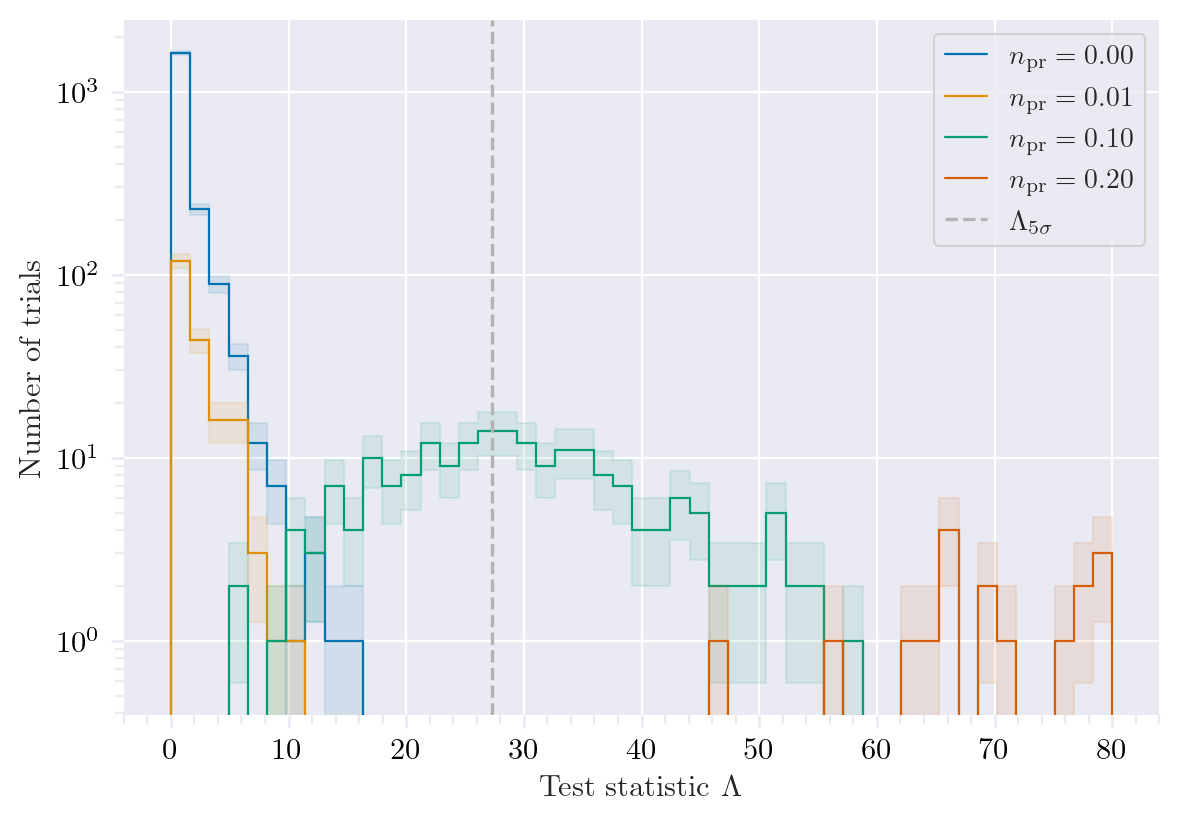 10³
10²
10¹
10⁰
Number of trials
0 10 20 30 40 50 60 70 80
Test statistic Λ
n_pr = 0.00
n_pr = 0.01
n_pr = 0.10
n_pr = 0.20
Λ_5σ